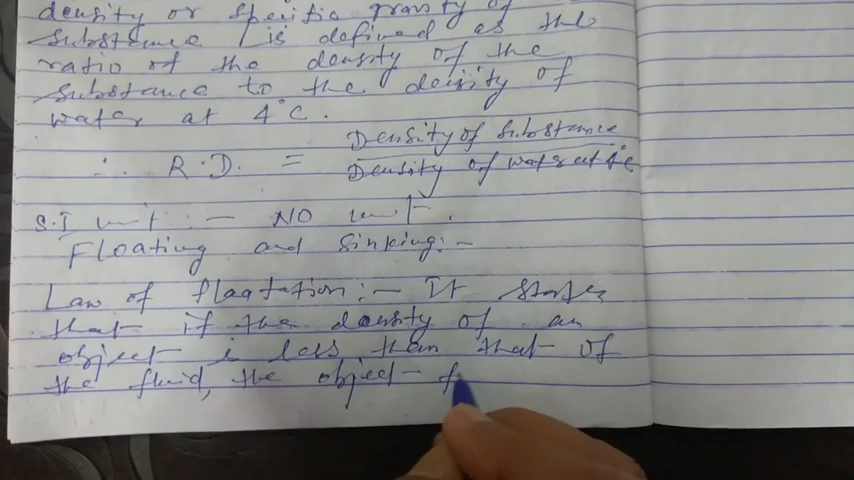 density or specific gravity of
substance is defined as the
ratio of the density of the
substance to the density of
water at 4°C.
∴ R.D. = Density of substance
Density of water at 4°C
S.I unit :- NO unit.
Floating and Sinking:-
Law of floatation:- It states
that if the density of an
object is less than that of
the fluid, the object f